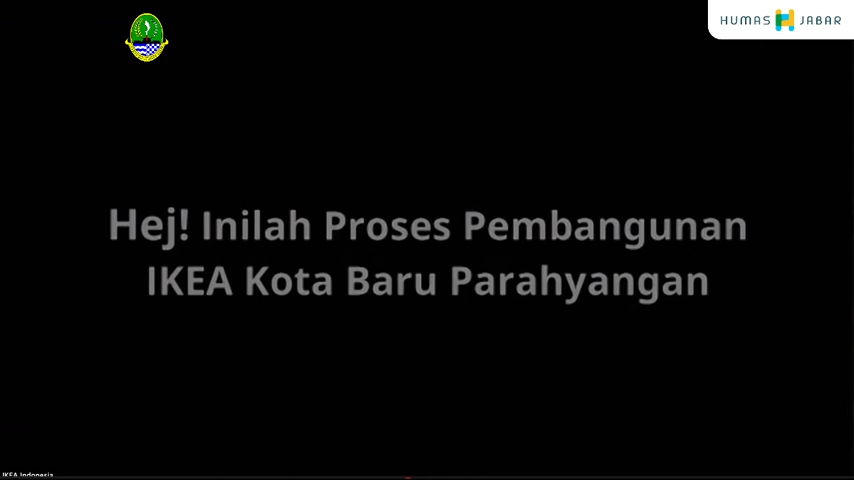 HUMAS JABAR
Hej! Inilah Proses Pembangunan
IKEA Kota Baru Parahyangan
IKEA Indonesia